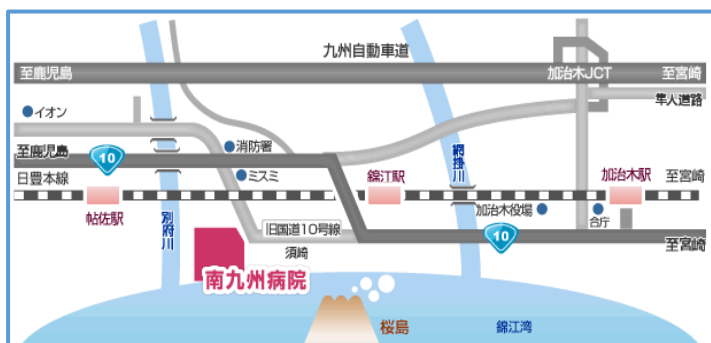 九州自動車道
至鹿児島
加治木JCT
至宮崎
隼人道路
イオン
至鹿児島
10
消防署
日豊本線
ミスミ
錦江駅
網掛川
加治木駅
至宮崎
帖佐駅
別府川
加治木役場
合庁
旧国道10号線
須崎
10
至宮崎
南九州病院
桜島
錦江湾